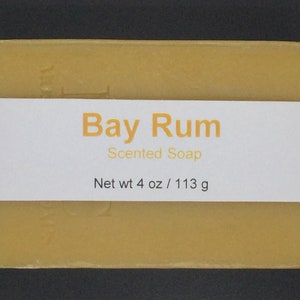 Bay Rum
Scented Soap
Net wt 4 oz / 113 g